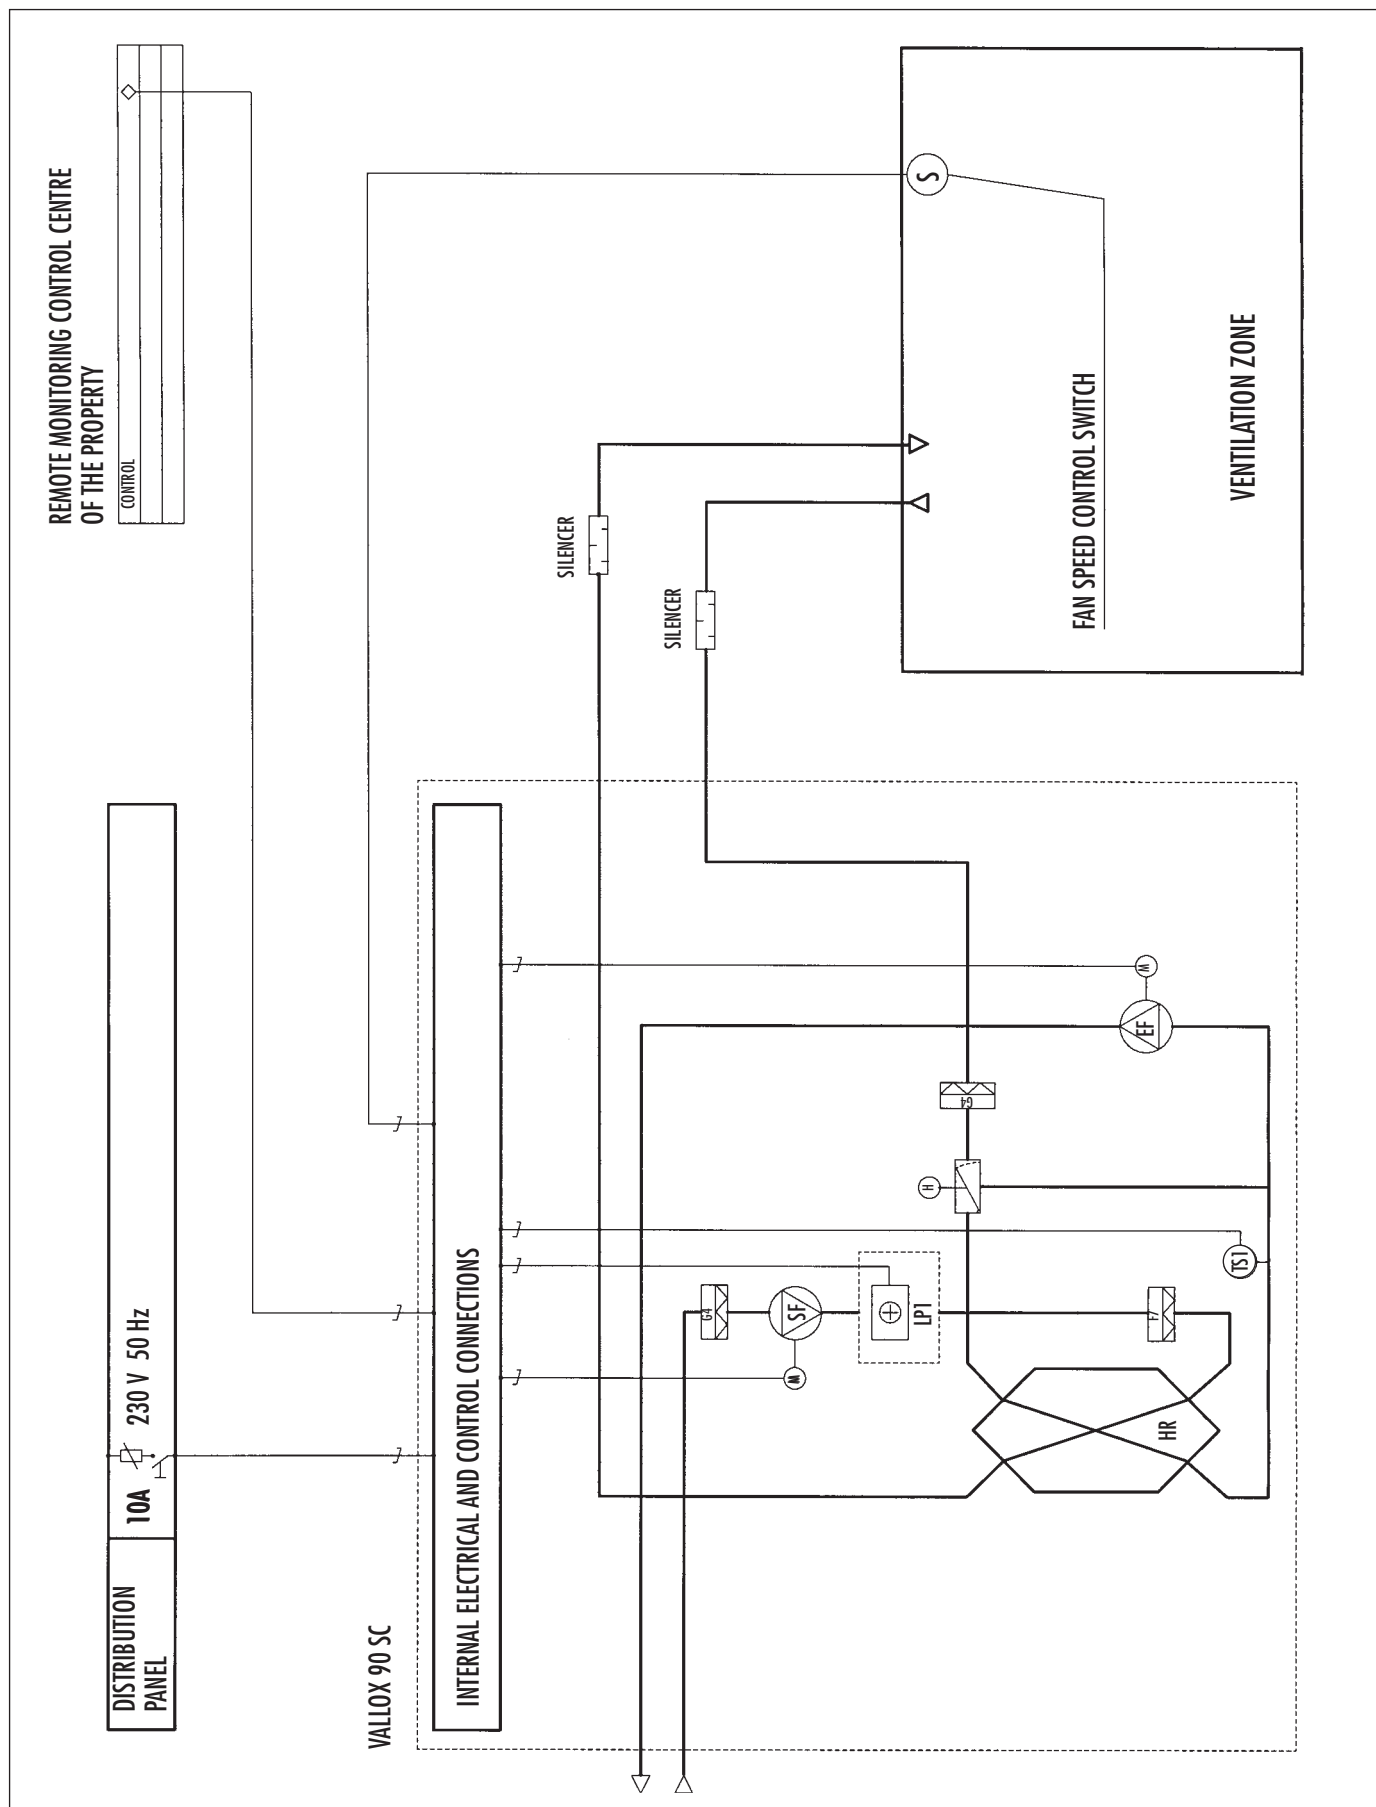 REMOTE MONITORING CONTROL CENTRE
OF THE PROPERTY
CONTROL
DISTRIBUTION
PANEL
10A
230 V 50 Hz
VALLOX 90 SC
INTERNAL ELECTRICAL AND CONTROL CONNECTIONS
SILENCER
SILENCER
S
FAN SPEED CONTROL SWITCH
VENTILATION ZONE
M
SF
G4
LP1
H
G4
M
EF
TS1
F7
HR